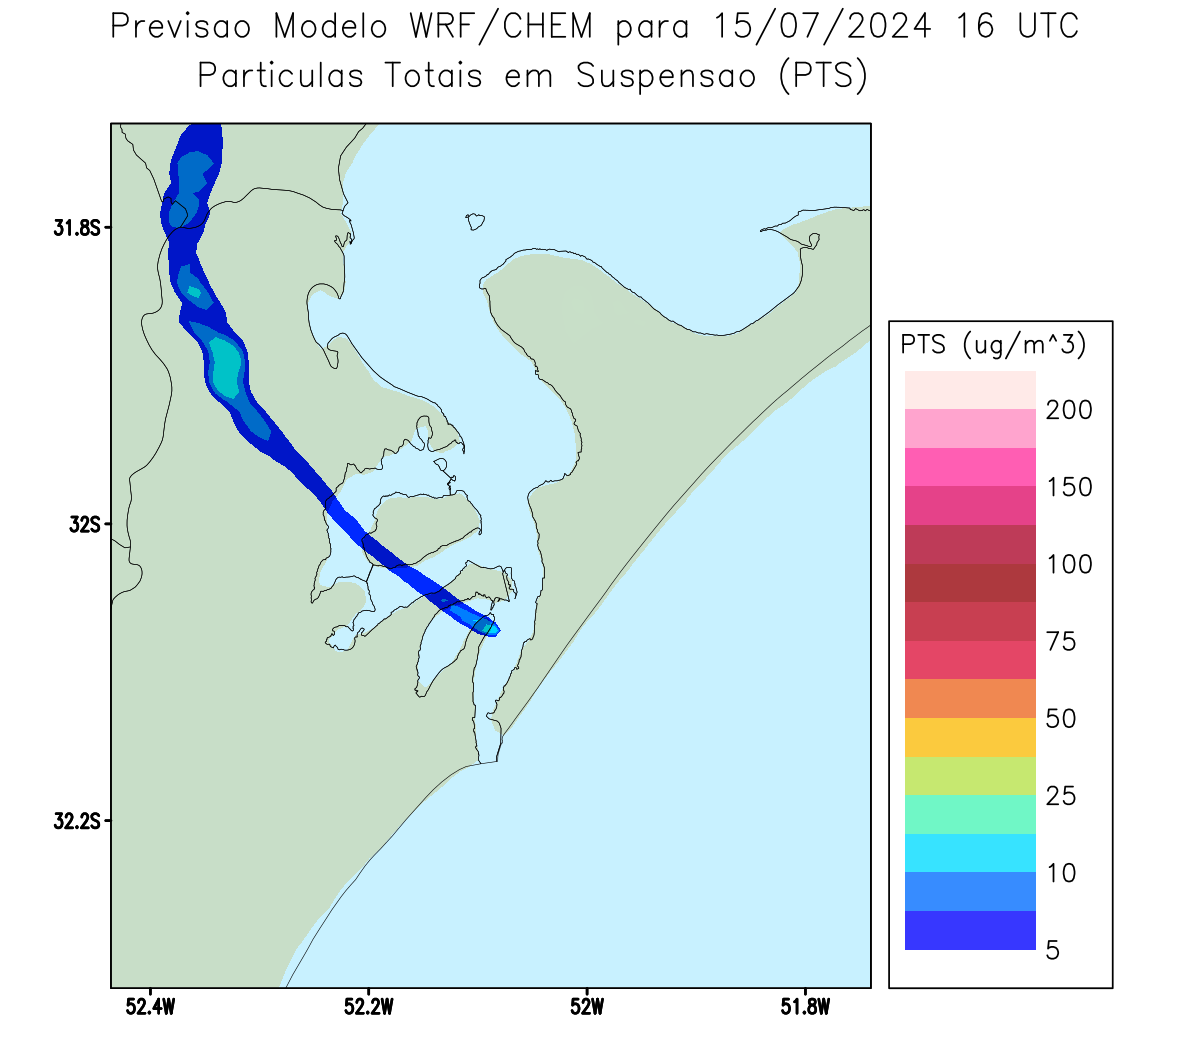 Previsao Modelo WRF/CHEM para 15/07/2024 16 UTC
Particulas Totais em Suspensao (PTS)
31.8S
32S
32.2S
52.4W
52.2W
52W
51.8W
PTS (ug/m^3)
200
150
100
75
50
25
10
5